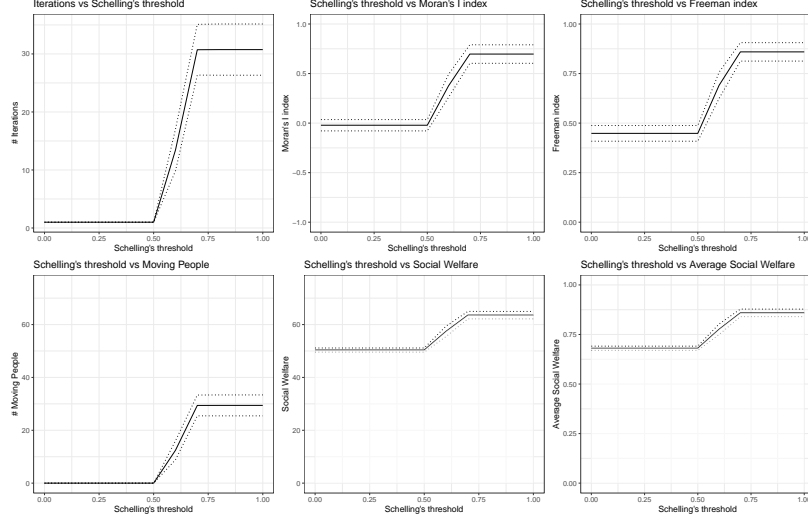 Iterations vs Schelling's threshold
# Iterations
30
20
10
0
0.00 0.25 0.50 0.75 1.00
Schelling's threshold
Schelling's threshold vs Moran's I index
Moran's I index
1.0
0.5
0.0
−0.5
−1.0
0.00 0.25 0.50 0.75 1.00
Schelling's threshold
Schelling's threshold vs Freeman index
Freeman index
1.00
0.75
0.50
0.25
0.00
0.00 0.25 0.50 0.75 1.00
Schelling's threshold
Schelling's threshold vs Moving People
# Moving People
60
40
20
0
0.00 0.25 0.50 0.75 1.00
Schelling's threshold
Schelling's threshold vs Social Welfare
Social Welfare
60
40
20
0
0.00 0.25 0.50 0.75 1.00
Schelling's threshold
Schelling's threshold vs Average Social Welfare
Average Social Welfare
1.00
0.75
0.50
0.25
0.00
0.00 0.25 0.50 0.75 1.00
Schelling's threshold